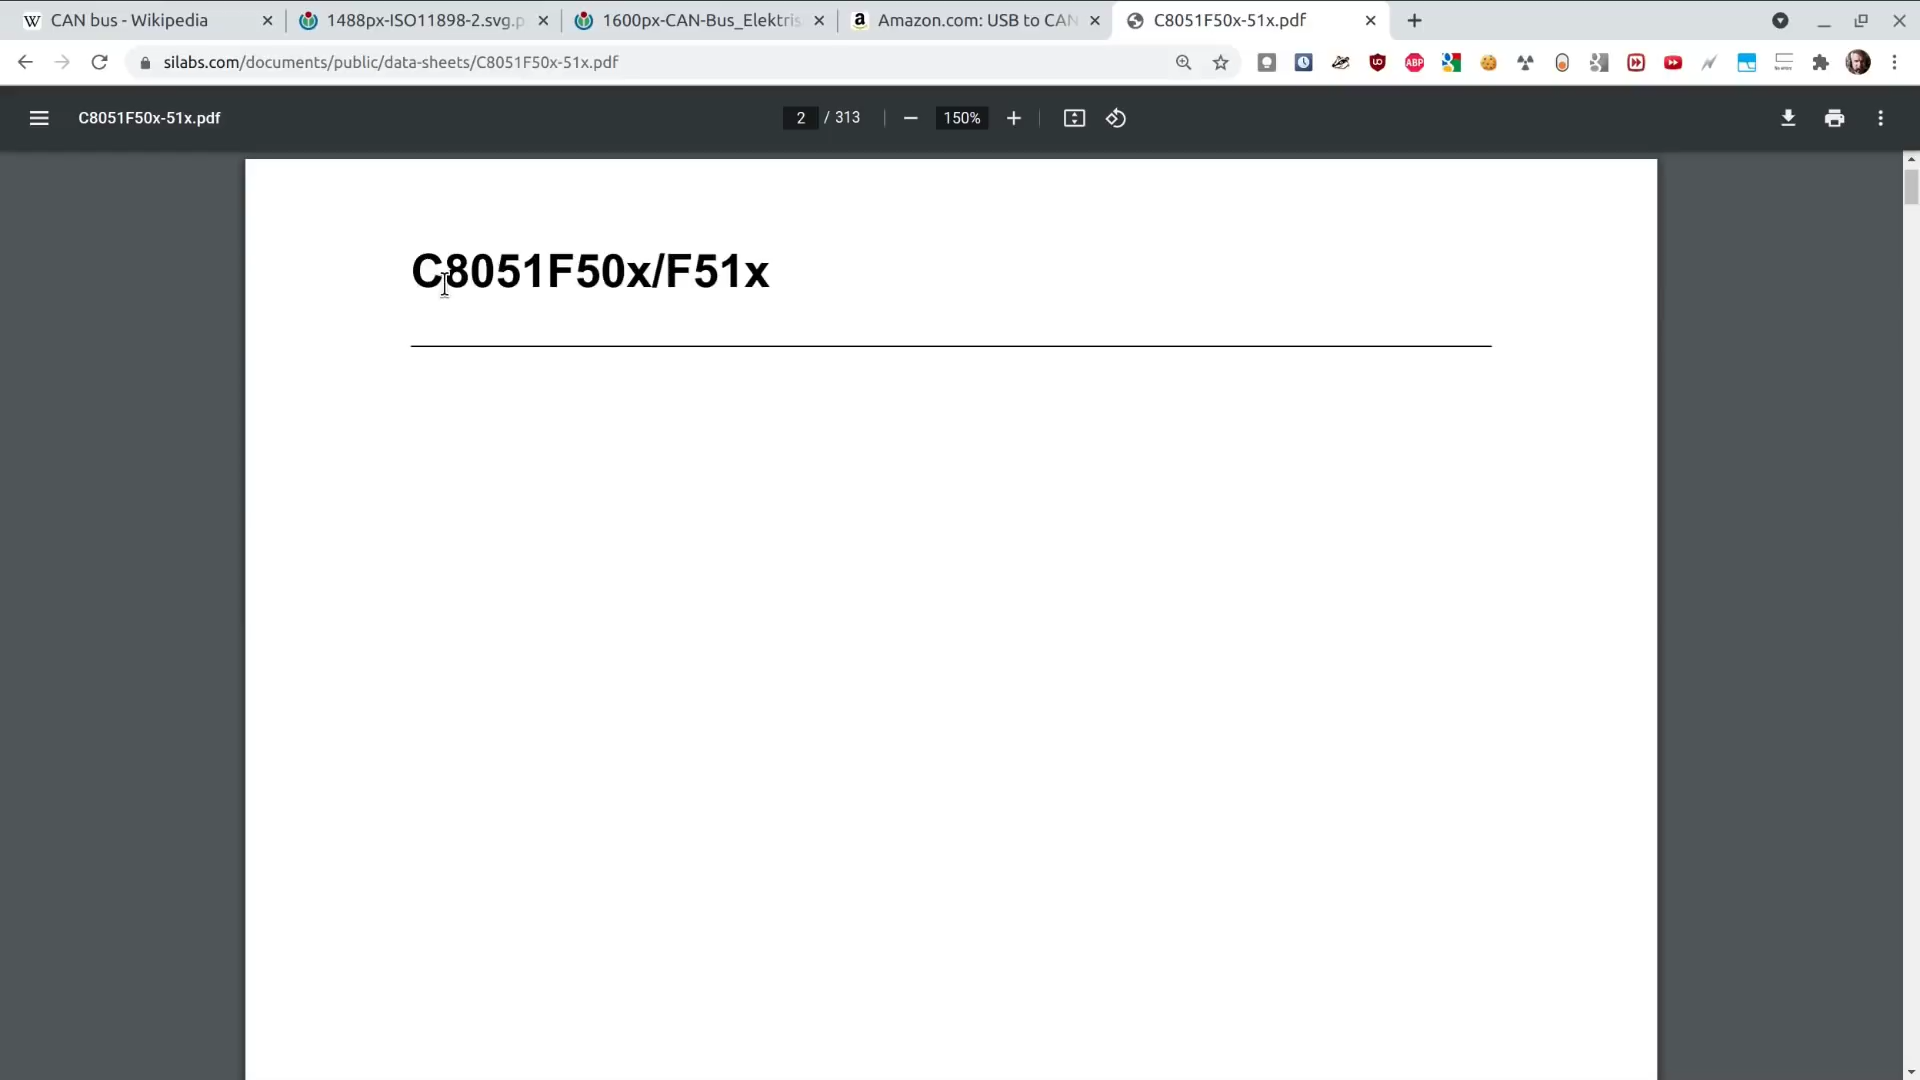 CAN bus - Wikipedia
1488px-ISO11898-2.svg.p
1600px-CAN-Bus_Elektris
Amazon.com: USB to CAN
C8051F50x-51x.pdf
silabs.com/documents/public/data-sheets/C8051F50x-51x.pdf
ABP
C8051F50x-51x.pdf
2 / 313
150%
C8051F50x/F51x